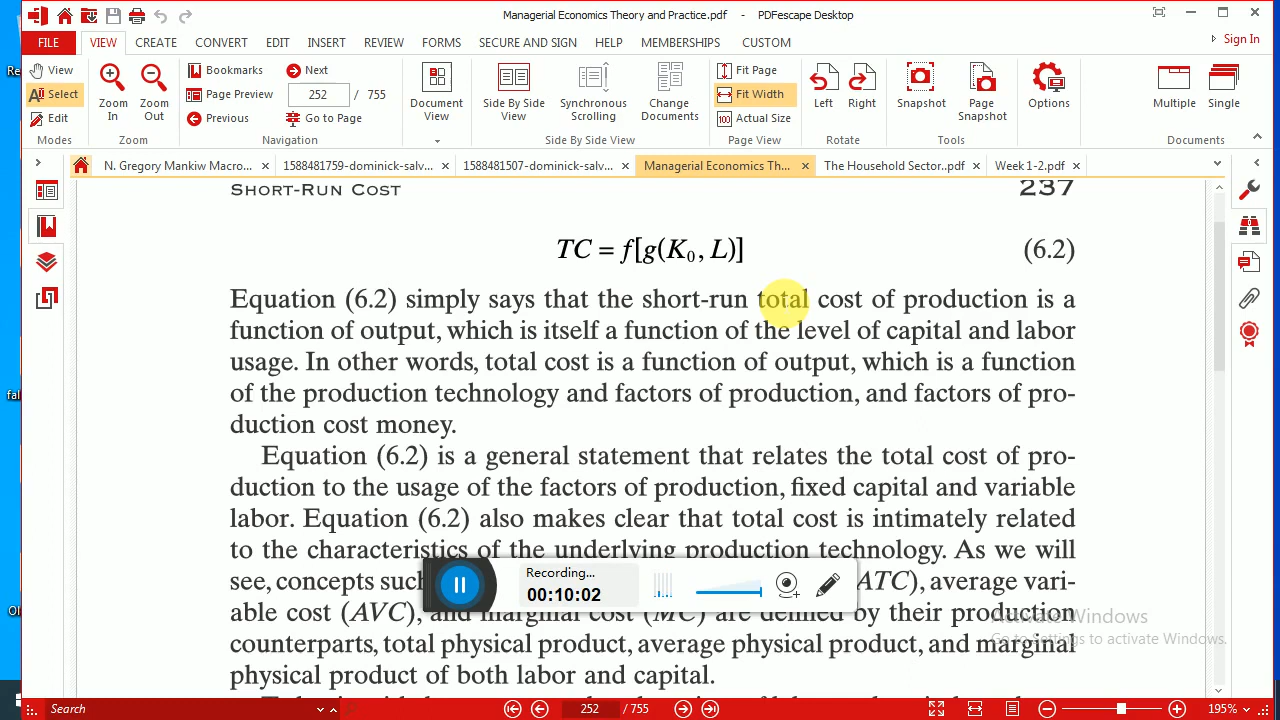 Managerial Economics Theory and Practice.pdf - PDFescape Desktop
FILE VIEW CREATE CONVERT EDIT INSERT REVIEW FORMS SECURE AND SIGN HELP MEMBERSHIPS CUSTOM Sign In
View Select Edit Modes
Zoom In Zoom Out Zoom
Bookmarks Next
Page Preview 252 755
Previous Go to Page
Navigation
Document View
Side By Side View Synchronous Scrolling Change Documents
Side By Side View
Fit Page
Fit Width
100 Actual Size
Page View
Left Right
Rotate
Snapshot Page Snapshot
Tools
Options
Multiple Single
Documents
N. Gregory Mankiw Macro... 1588481759-dominick-salv... 1588481507-dominick-salv... Managerial Economics Th... The Household Sector..pdf Week 1-2.pdf
SHORT-RUN COST 237
TC = f[g(K₀, L)] (6.2)
Equation (6.2) simply says that the short-run total cost of production is a
function of output, which is itself a function of the level of capital and labor
usage. In other words, total cost is a function of output, which is a function
of the production technology and factors of production, and factors of pro-
duction cost money.
Equation (6.2) is a general statement that relates the total cost of pro-
duction to the usage of the factors of production, fixed capital and variable
labor. Equation (6.2) also makes clear that total cost is intimately related
to the characteristics of the underlying production technology. As we will
see, concepts such ATC), average vari-
able cost (AVC), and marginal cost (MC) are defined by their production
counterparts, total physical product, average physical product, and marginal
physical product of both labor and capital.
Recording...
00:10:02
Activate Windows
Go to Settings to activate Windows.
Search 252 / 755 195%